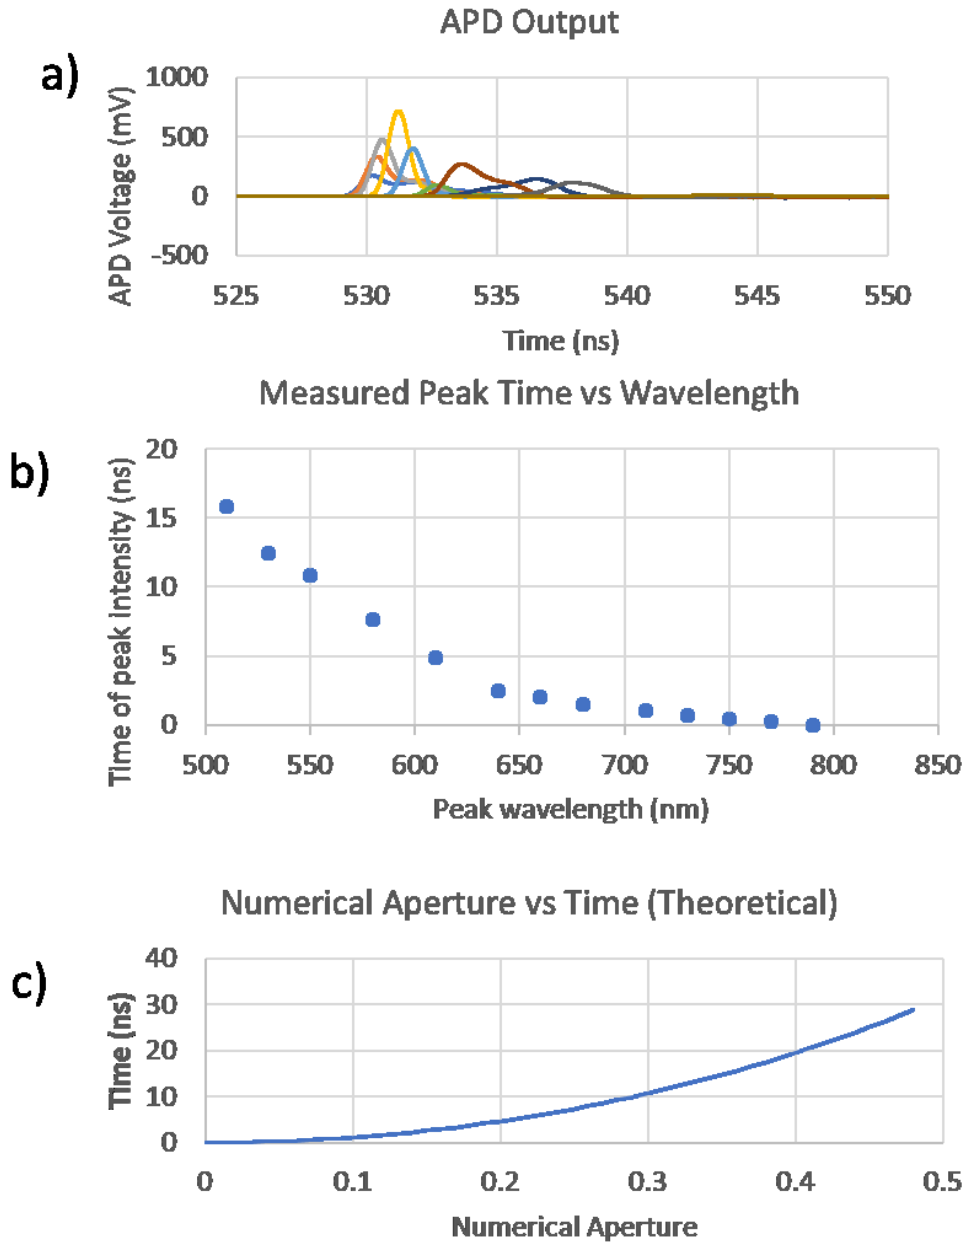 APD Output
a)
APD Voltage (mV)
1000
500
0
-500
525 530 535 540 545 550
Time (ns)
Measured Peak Time vs Wavelength
b)
Time of peak intensity (ns)
20
15
10
5
0
500 550 600 650 700 750 800 850
Peak wavelength (nm)
Numerical Aperture vs Time (Theoretical)
c)
Time (ns)
40
30
20
10
0
0 0.1 0.2 0.3 0.4 0.5
Numerical Aperture